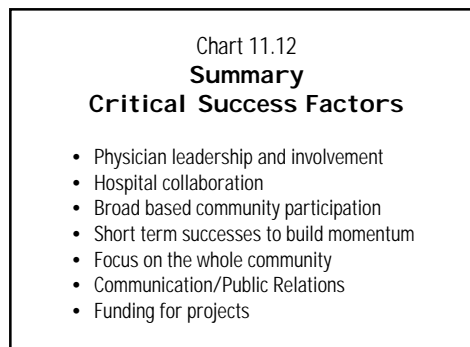 Chart 11.12
Summary
Critical Success Factors
• Physician leadership and involvement
• Hospital collaboration
• Broad based community participation
• Short term successes to build momentum
• Focus on the whole community
• Communication/Public Relations
• Funding for projects